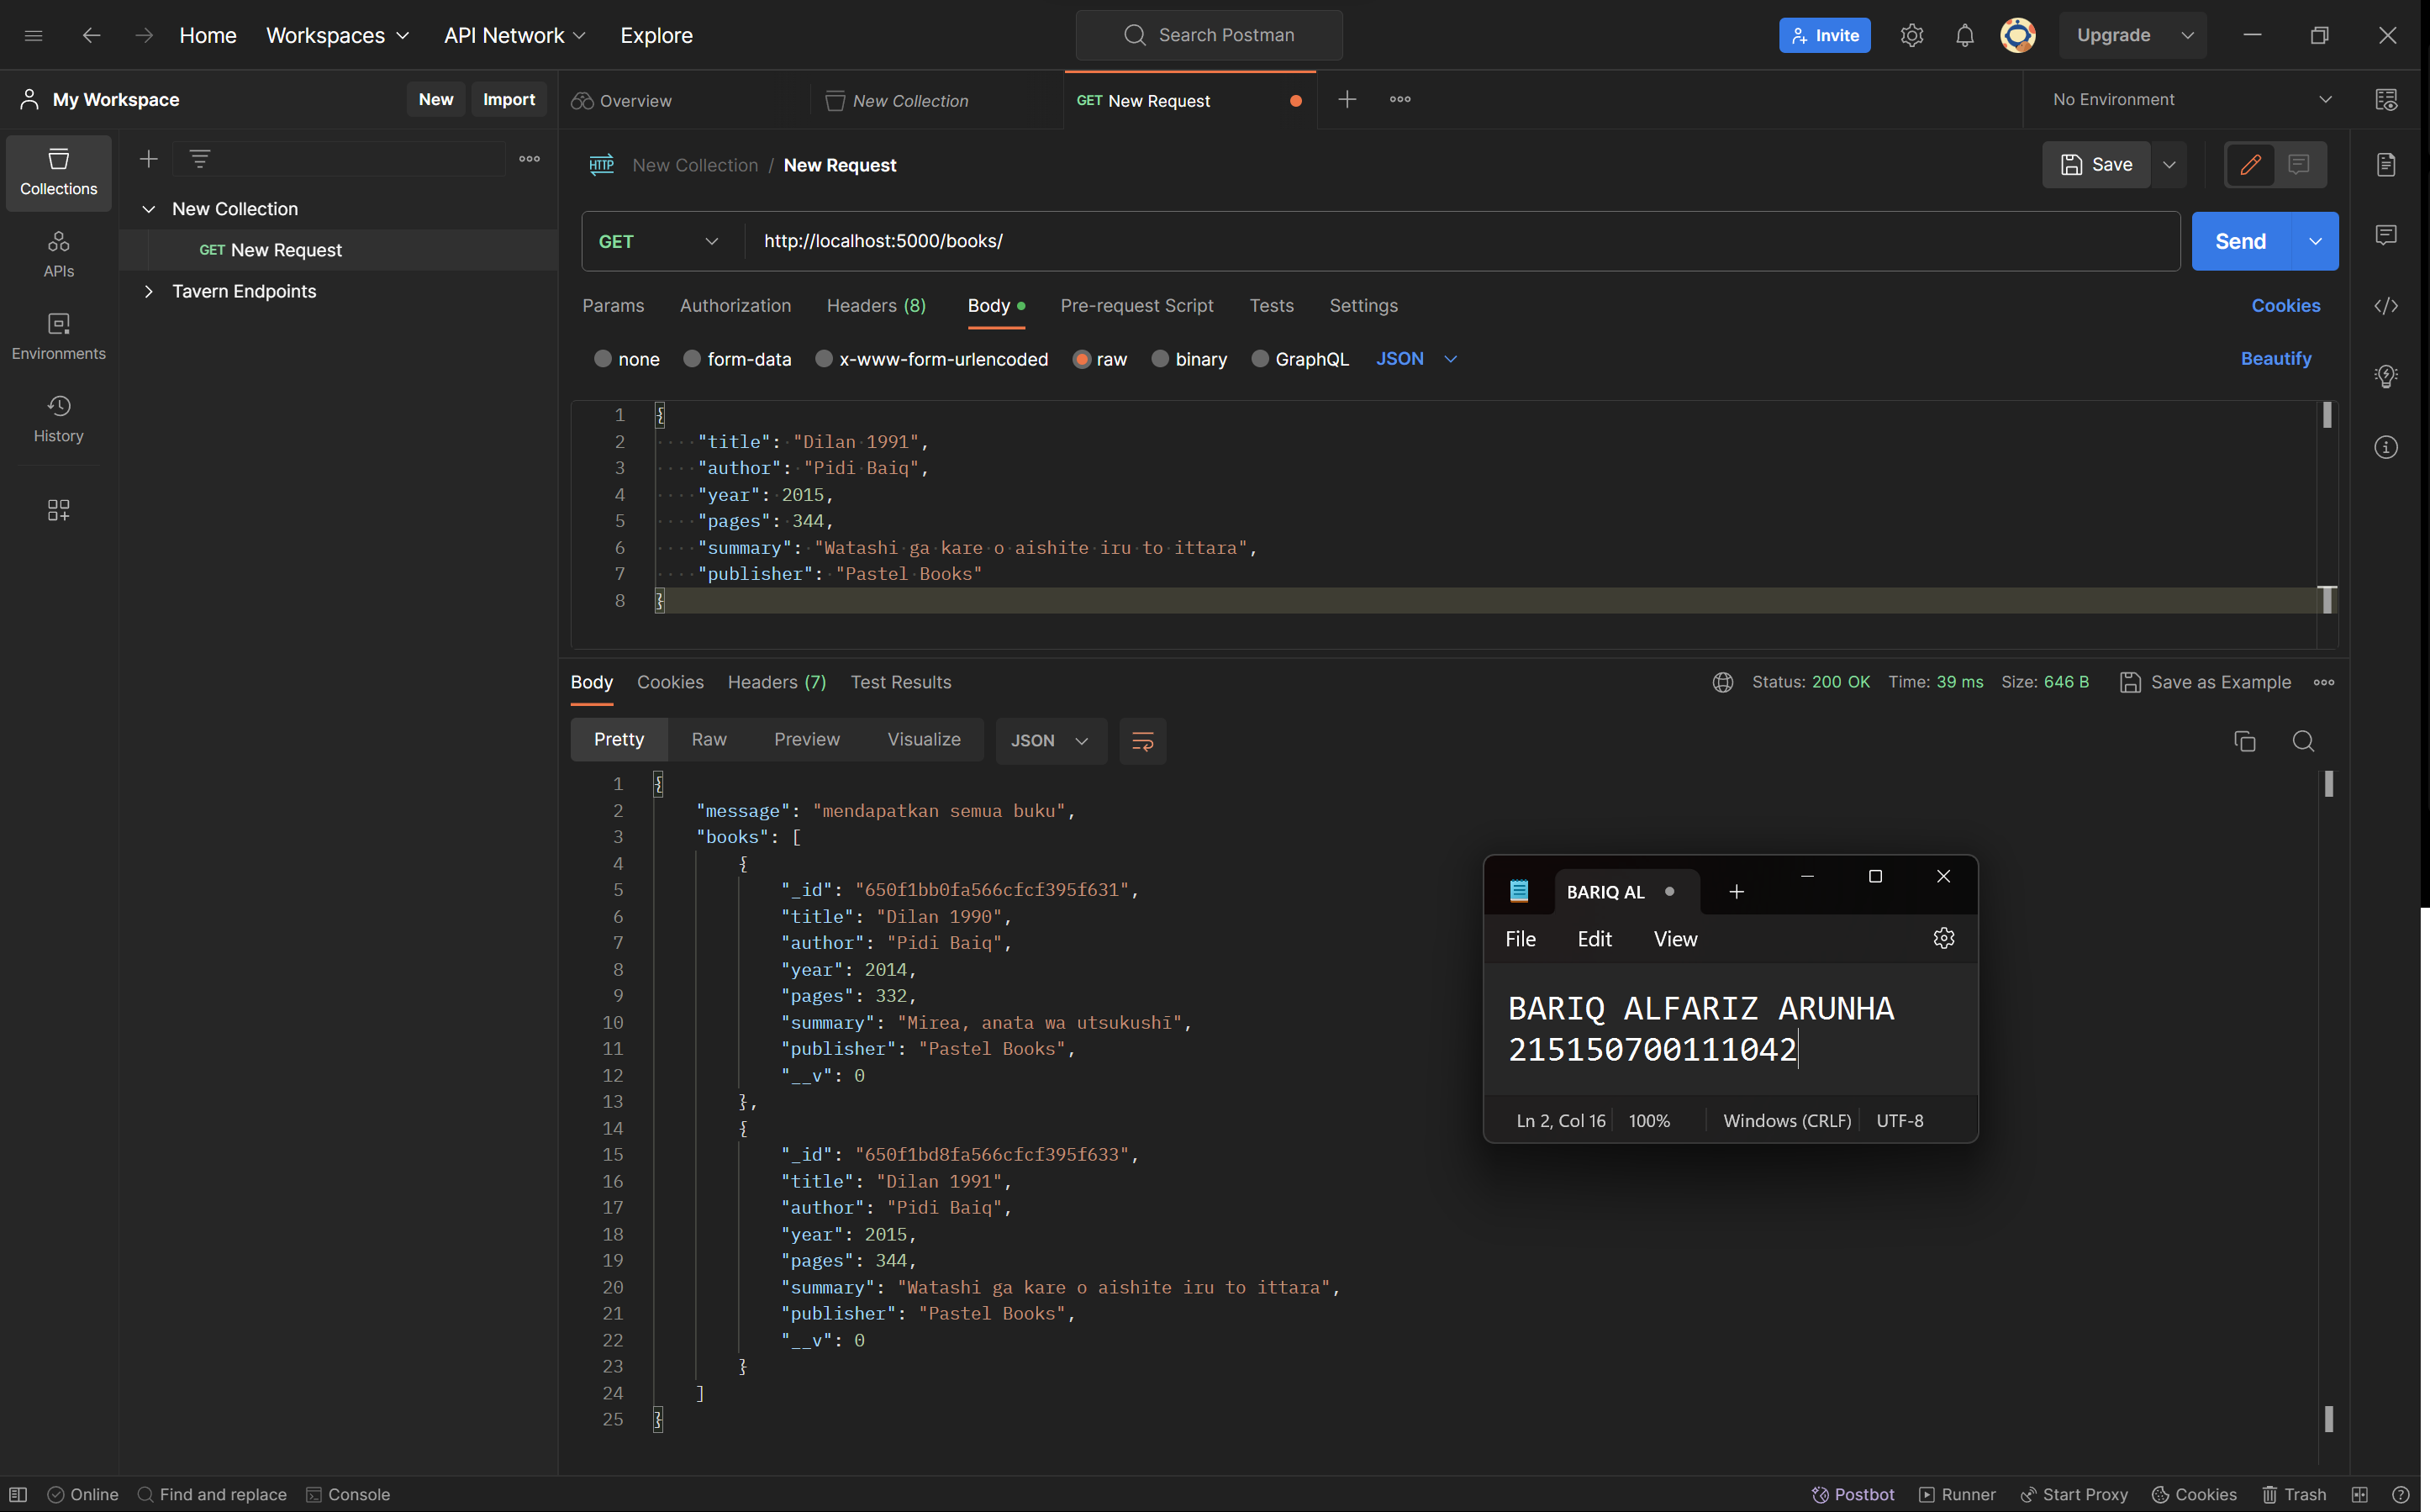 Home Workspaces API Network Explore Search Postman Invite Upgrade
My Workspace New Import Overview New Collection GET New Request No Environment
Collections
APIs
Environments
History
New Collection
GET New Request
Tavern Endpoints
HTTP New Collection / New Request Save
GET http://localhost:5000/books/ Send
Params Authorization Headers (8) Body Pre-request Script Tests Settings Cookies
none form-data x-www-form-urlencoded raw binary GraphQL JSON Beautify
1 {
2 "title": "Dilan 1991",
3 "author": "Pidi Baiq",
4 "year": 2015,
5 "pages": 344,
6 "summary": "Watashi ga kare o aishite iru to ittara",
7 "publisher": "Pastel Books"
8 }
Body Cookies Headers (7) Test Results Status: 200 OK Time: 39 ms Size: 646 B Save as Example
Pretty Raw Preview Visualize JSON
1 {
2 "message": "mendapatkan semua buku",
3 "books": [
4 {
5 "_id": "650f1bb0fa566cfcf395f631",
6 "title": "Dilan 1990",
7 "author": "Pidi Baiq",
8 "year": 2014,
9 "pages": 332,
10 "summary": "Mirea, anata wa utsukushī",
11 "publisher": "Pastel Books",
12 "__v": 0
13 },
14 {
15 "_id": "650f1bd8fa566cfcf395f633",
16 "title": "Dilan 1991",
17 "author": "Pidi Baiq",
18 "year": 2015,
19 "pages": 344,
20 "summary": "Watashi ga kare o aishite iru to ittara",
21 "publisher": "Pastel Books",
22 "__v": 0
23 }
24 ]
25 }
BARIQ AL
File Edit View
BARIQ ALFARIZ ARUNHA
215150700111042
Ln 2, Col 16 100% Windows (CRLF) UTF-8
Online Find and replace Console Postbot Runner Start Proxy Cookies Trash